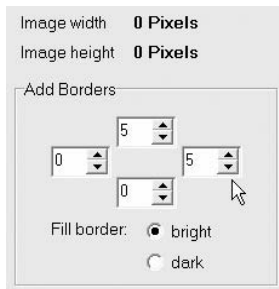 Image width 0 Pixels
Image height 0 Pixels
Add Borders
5
0 5
0
Fill border: bright
dark